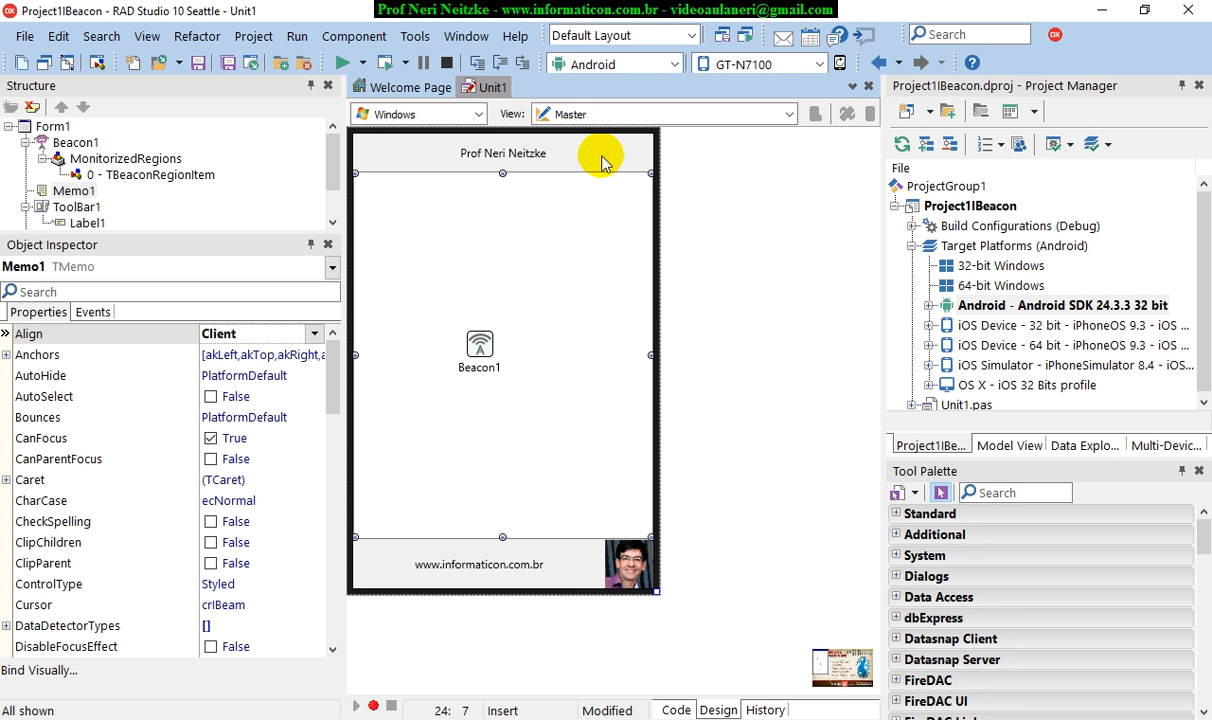 Project1IBeacon - RAD Studio 10 Seattle - Unit1
Prof Neri Neitzke - www.informaticon.com.br - videoaulaneri@gmail.com
File Edit Search View Refactor Project Run Component Tools Window Help
Default Layout
Search
Android
GT-N7100
Structure
Form1
Beacon1
MonitorizedRegions
0 - TBeaconRegionItem
Memo1
ToolBar1
Label1
Object Inspector
Memo1 TMemo
Search
Properties Events
Align Client
Anchors [akLeft,akTop,akRight,a
AutoHide PlatformDefault
AutoSelect False
Bounces PlatformDefault
CanFocus True
CanParentFocus False
Caret (TCaret)
CharCase ecNormal
CheckSpelling False
ClipChildren False
ClipParent False
ControlType Styled
Cursor crIBeam
DataDetectorTypes []
DisableFocusEffect False
Bind Visually...
All shown
Welcome Page Unit1
Windows View: Master
Prof Neri Neitzke
Beacon1
www.informaticon.com.br
24: 7 Insert Modified Code Design History
Project1IBeacon.dproj - Project Manager
File
ProjectGroup1
Project1IBeacon
Build Configurations (Debug)
Target Platforms (Android)
32-bit Windows
64-bit Windows
Android - Android SDK 24.3.3 32 bit
iOS Device - 32 bit - iPhoneOS 9.3 - iOS ...
iOS Device - 64 bit - iPhoneOS 9.3 - iOS ...
iOS Simulator - iPhoneSimulator 8.4 - iOS...
OS X - iOS 32 Bits profile
Unit1.pas
Project1IBe... Model View Data Explo... Multi-Devic...
Tool Palette
Search
Standard
Additional
System
Dialogs
Data Access
dbExpress
Datasnap Client
Datasnap Server
FireDAC
FireDAC UI